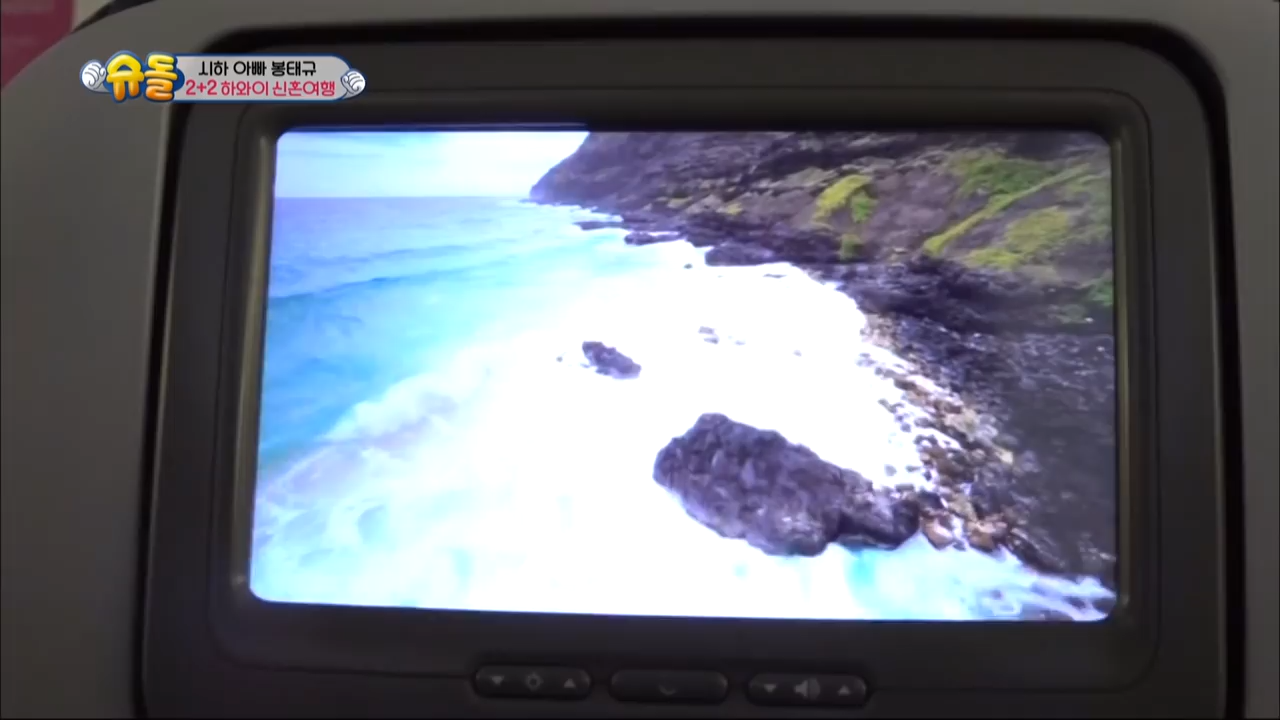 슈돌
시하 아빠 봉태규
2+2 하와이 신혼여행